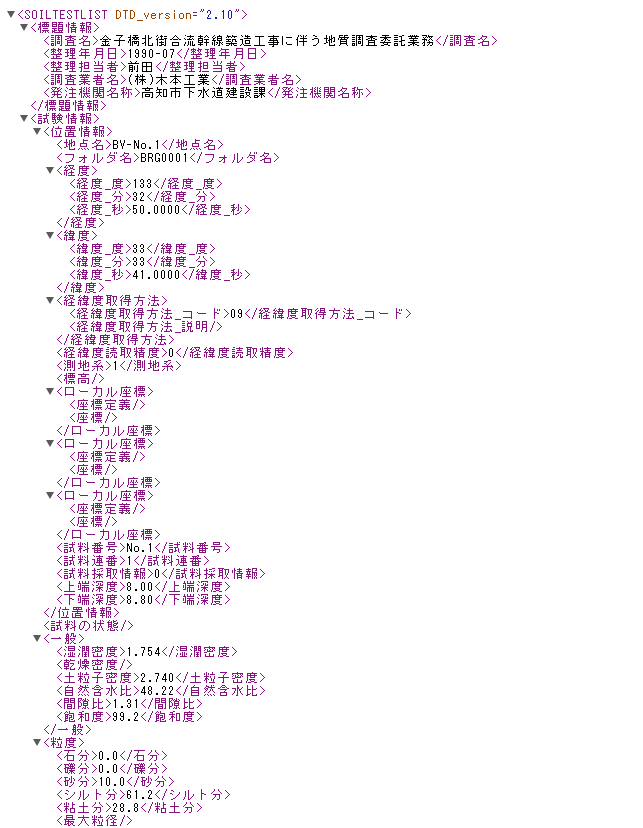 ▼<SOILTESTLIST DTD_version="2.10">
▼<標題情報>
<調査名>金子橋北街合流幹線築造工事に伴う地質調査委託業務</調査名>
<整理年月日>1990-07</整理年月日>
<整理担当者>前田</整理担当者>
<調査業者名>(株)木本工業</調査業者名>
<発注機関名称>高知市下水道建設課</発注機関名称>
</標題情報>
▼<試験情報>
▼<位置情報>
<地点名>BV-No.1</地点名>
<フォルダ名>BRG0001</フォルダ名>
▼<経度>
<経度_度>133</経度_度>
<経度_分>32</経度_分>
<経度_秒>50.0000</経度_秒>
</経度>
▼<緯度>
<緯度_度>33</緯度_度>
<緯度_分>33</緯度_分>
<緯度_秒>41.0000</緯度_秒>
</緯度>
▼<経緯度取得方法>
<経緯度取得方法_コード>09</経緯度取得方法_コード>
<経緯度取得方法_説明/>
</経緯度取得方法>
<経緯度読取精度>0</経緯度読取精度>
<測地系>1</測地系>
<標高/>
▼<ローカル座標>
<座標定義/>
<座標/>
</ローカル座標>
▼<ローカル座標>
<座標定義/>
<座標/>
</ローカル座標>
▼<ローカル座標>
<座標定義/>
<座標/>
</ローカル座標>
<試料番号>No.1</試料番号>
<試料連番>1</試料連番>
<試料採取情報>0</試料採取情報>
<上端深度>8.00</上端深度>
<下端深度>8.80</下端深度>
</位置情報>
<試料の状態/>
▼<一般>
<湿潤密度>1.754</湿潤密度>
<乾燥密度/>
<土粒子密度>2.740</土粒子密度>
<自然含水比>48.22</自然含水比>
<間隙比>1.31</間隙比>
<飽和度>99.2</飽和度>
</一般>
▼<粒度>
<石分>0.0</石分>
<礫分>0.0</礫分>
<砂分>10.0</砂分>
<シルト分>61.2</シルト分>
<粘土分>28.8</粘土分>
<最大粒径/>